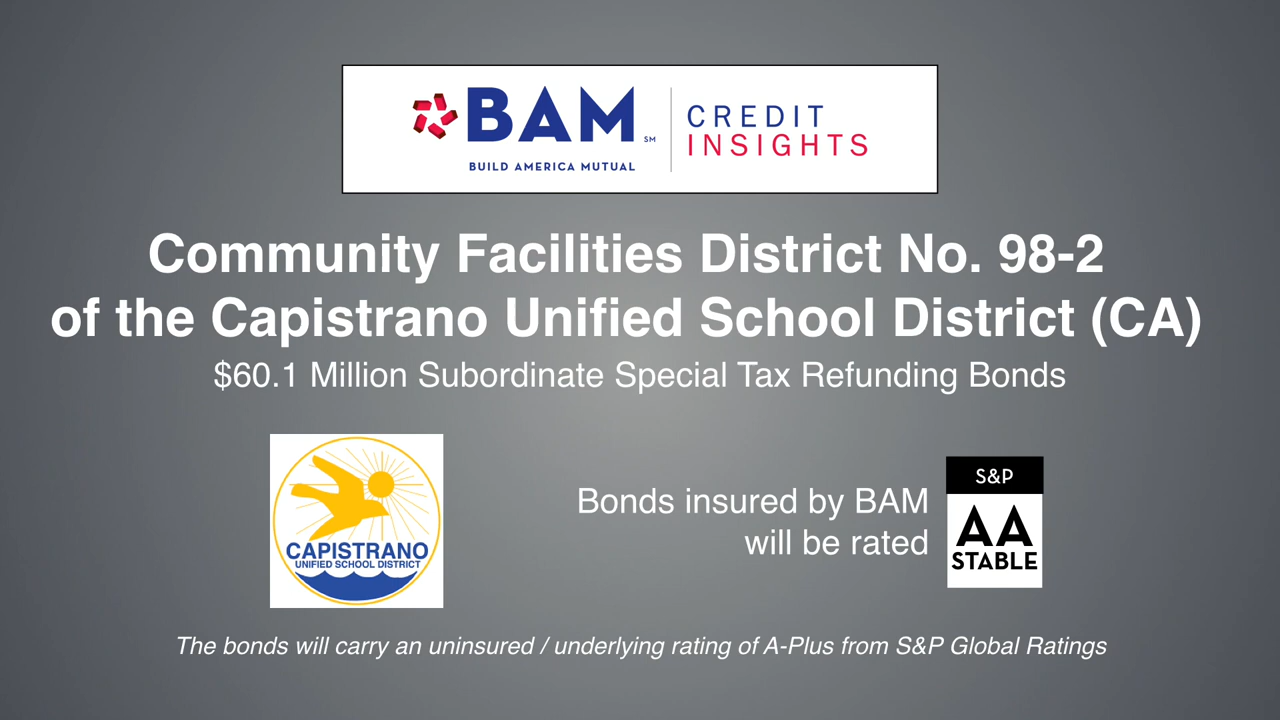 BAM SM
BUILD AMERICA MUTUAL
CREDIT
INSIGHTS
Community Facilities District No. 98-2
of the Capistrano Unified School District (CA)
$60.1 Million Subordinate Special Tax Refunding Bonds
CAPISTRANO
UNIFIED SCHOOL DISTRICT
Bonds insured by BAM
will be rated
S&P
AA
STABLE
The bonds will carry an uninsured / underlying rating of A-Plus from S&P Global Ratings